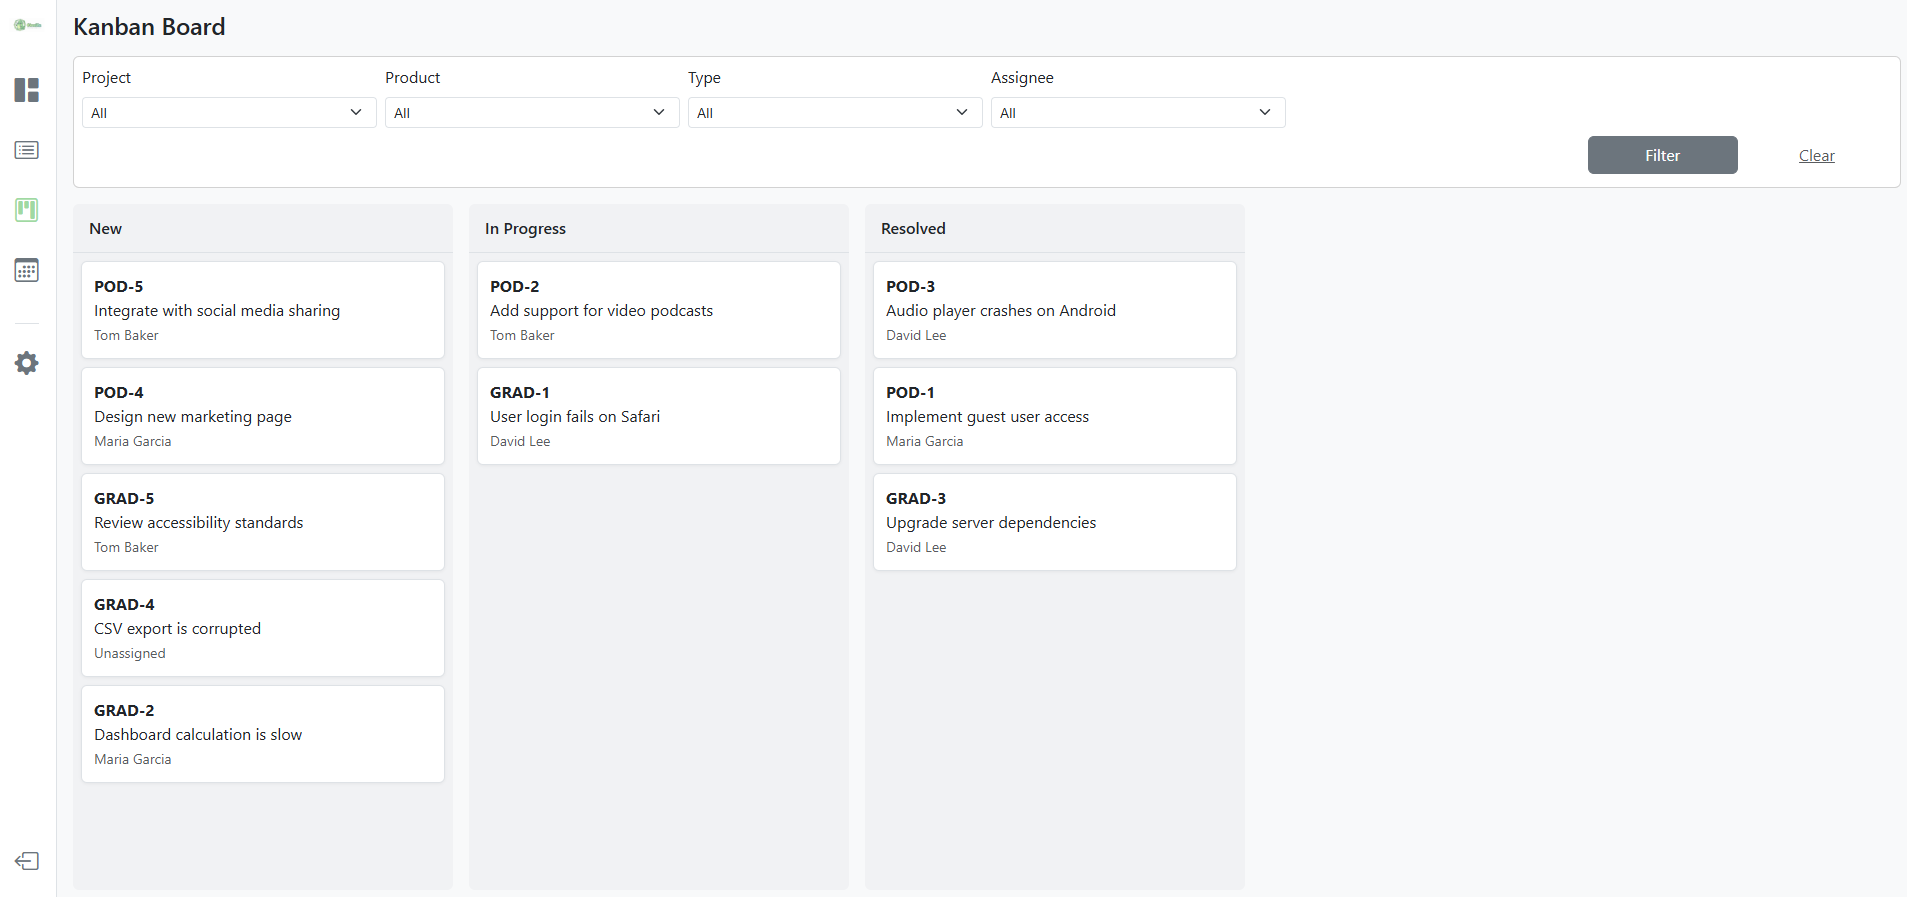 Kanban Board
Project
Product
Type
Assignee
All
All
All
All
Filter
Clear
New
POD-5
Integrate with social media sharing
Tom Baker
POD-4
Design new marketing page
Maria Garcia
GRAD-5
Review accessibility standards
Tom Baker
GRAD-4
CSV export is corrupted
Unassigned
GRAD-2
Dashboard calculation is slow
Maria Garcia
In Progress
POD-2
Add support for video podcasts
Tom Baker
GRAD-1
User login fails on Safari
David Lee
Resolved
POD-3
Audio player crashes on Android
David Lee
POD-1
Implement guest user access
Maria Garcia
GRAD-3
Upgrade server dependencies
David Lee